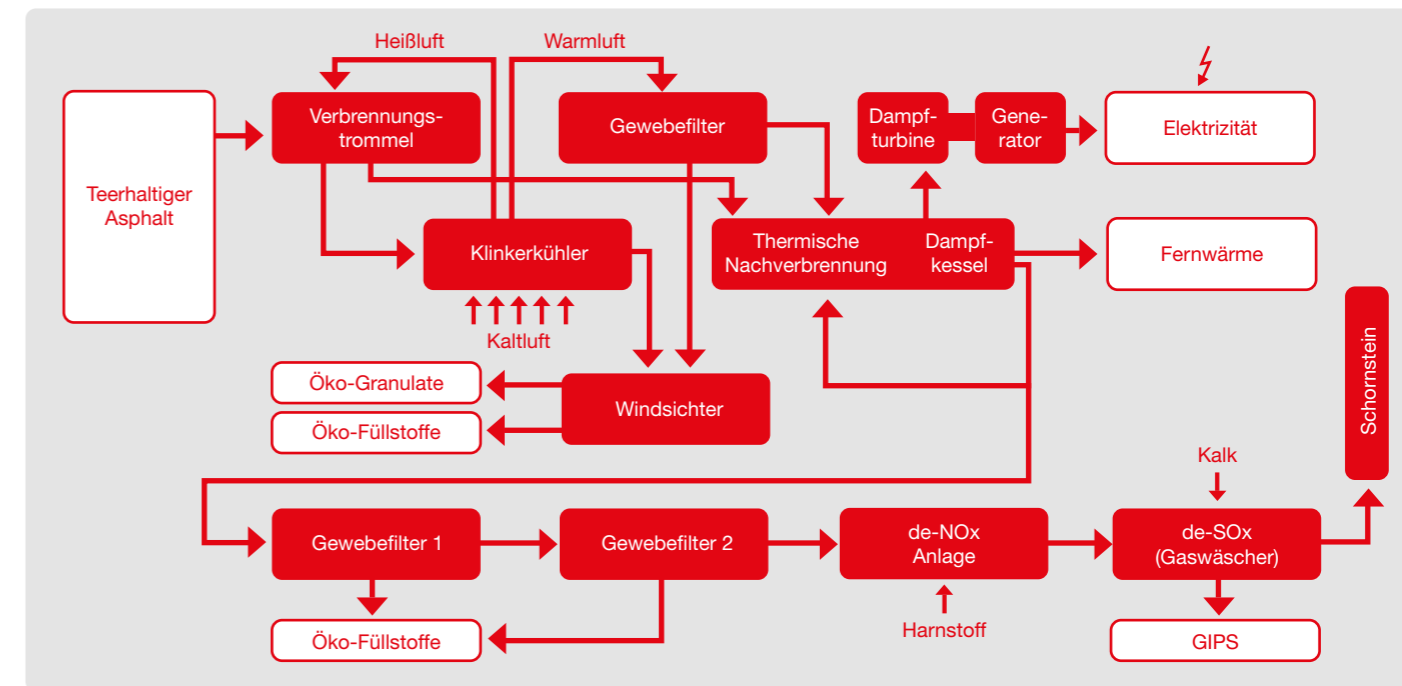 Heißluft
Warmluft
Teerhaltiger
Asphalt
Verbrennungs-
trommel
Gewebefilter
Dampf-
turbine
Gene-
rator
Elektrizität
Klinkerkühler
Kaltluft
Thermische
Nachverbrennung
Dampf-
kessel
Fernwärme
Öko-Granulate
Öko-Füllstoffe
Windsichter
Schornstein
Kalk
Gewebefilter 1
Gewebefilter 2
de-NOx
Anlage
de-SOx
(Gaswäscher)
Öko-Füllstoffe
Harnstoff
GIPS